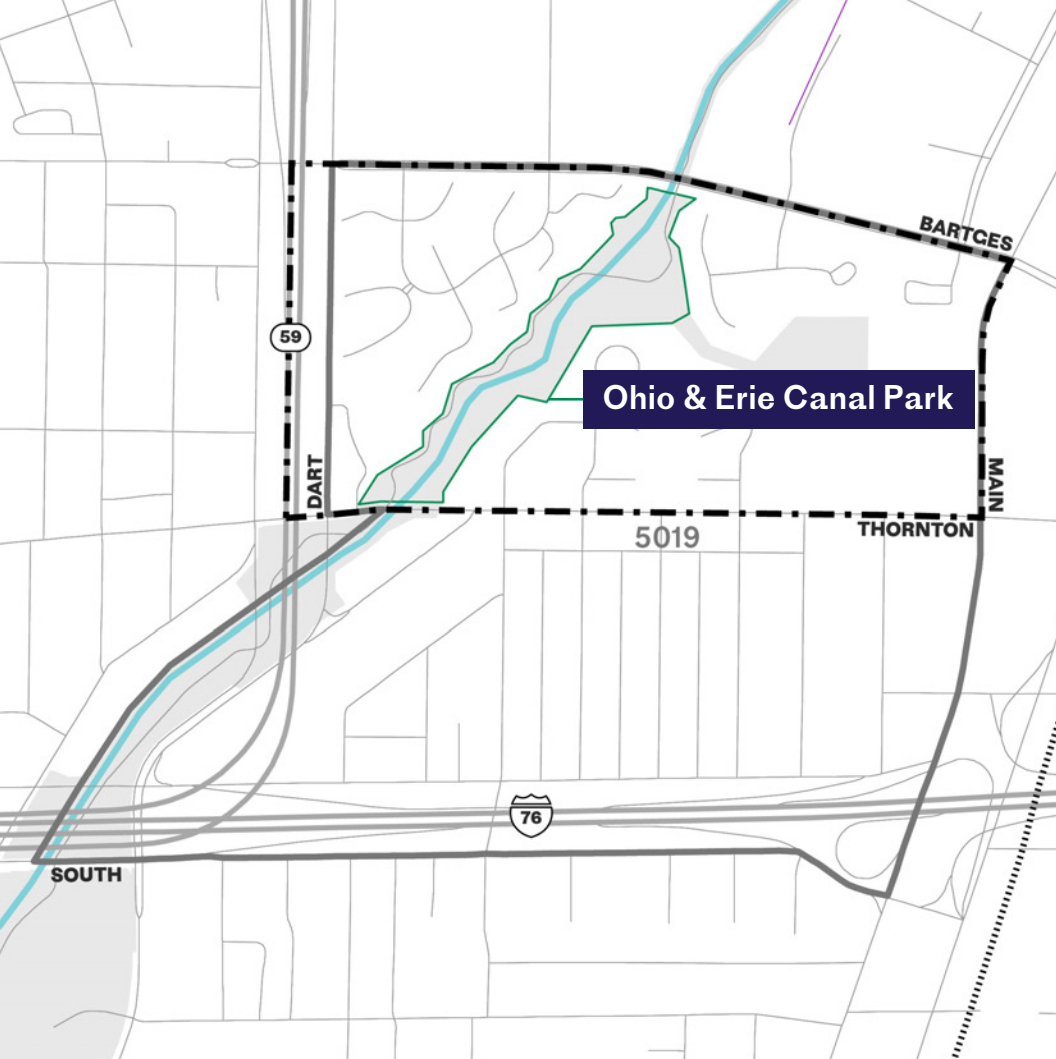 BARTGES
59
Ohio & Erie Canal Park
DART
MAIN
THORNTON
5019
76
SOUTH